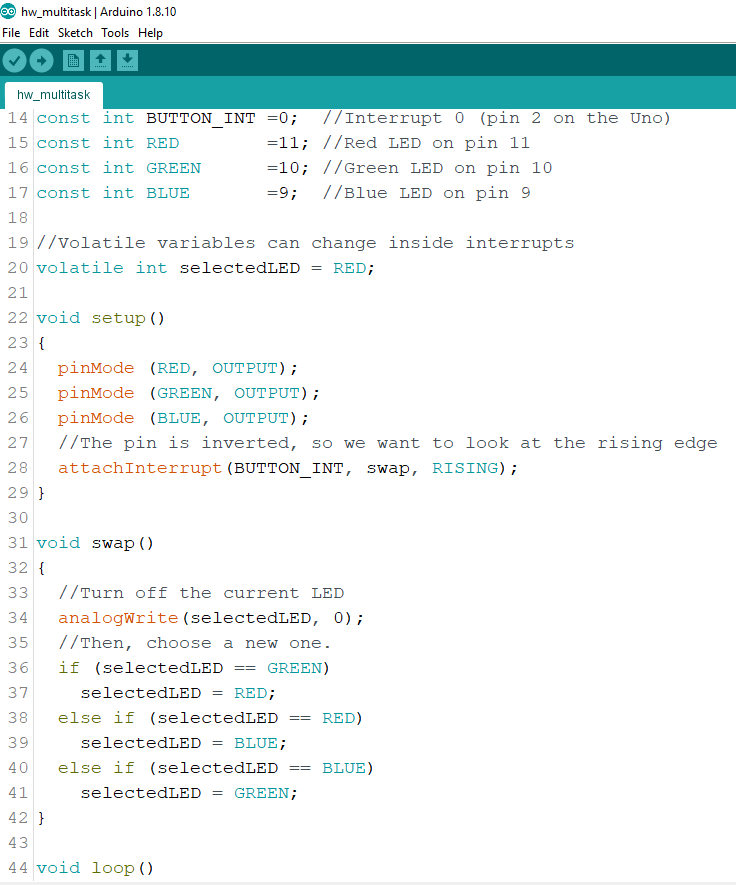 hw_multitask | Arduino 1.8.10
File Edit Sketch Tools Help
hw_multitask
14 const int BUTTON_INT =0;  //Interrupt 0 (pin 2 on the Uno)
15 const int RED        =11; //Red LED on pin 11
16 const int GREEN      =10; //Green LED on pin 10
17 const int BLUE       =9;  //Blue LED on pin 9
18
19 //Volatile variables can change inside interrupts
20 volatile int selectedLED = RED;
21
22 void setup()
23 {
24   pinMode (RED, OUTPUT);
25   pinMode (GREEN, OUTPUT);
26   pinMode (BLUE, OUTPUT);
27   //The pin is inverted, so we want to look at the rising edge
28   attachInterrupt(BUTTON_INT, swap, RISING);
29 }
30
31 void swap()
32 {
33   //Turn off the current LED
34   analogWrite(selectedLED, 0);
35   //Then, choose a new one.
36   if (selectedLED == GREEN)
37     selectedLED = RED;
38   else if (selectedLED == RED)
39     selectedLED = BLUE;
40   else if (selectedLED == BLUE)
41     selectedLED = GREEN;
42 }
43
44 void loop()